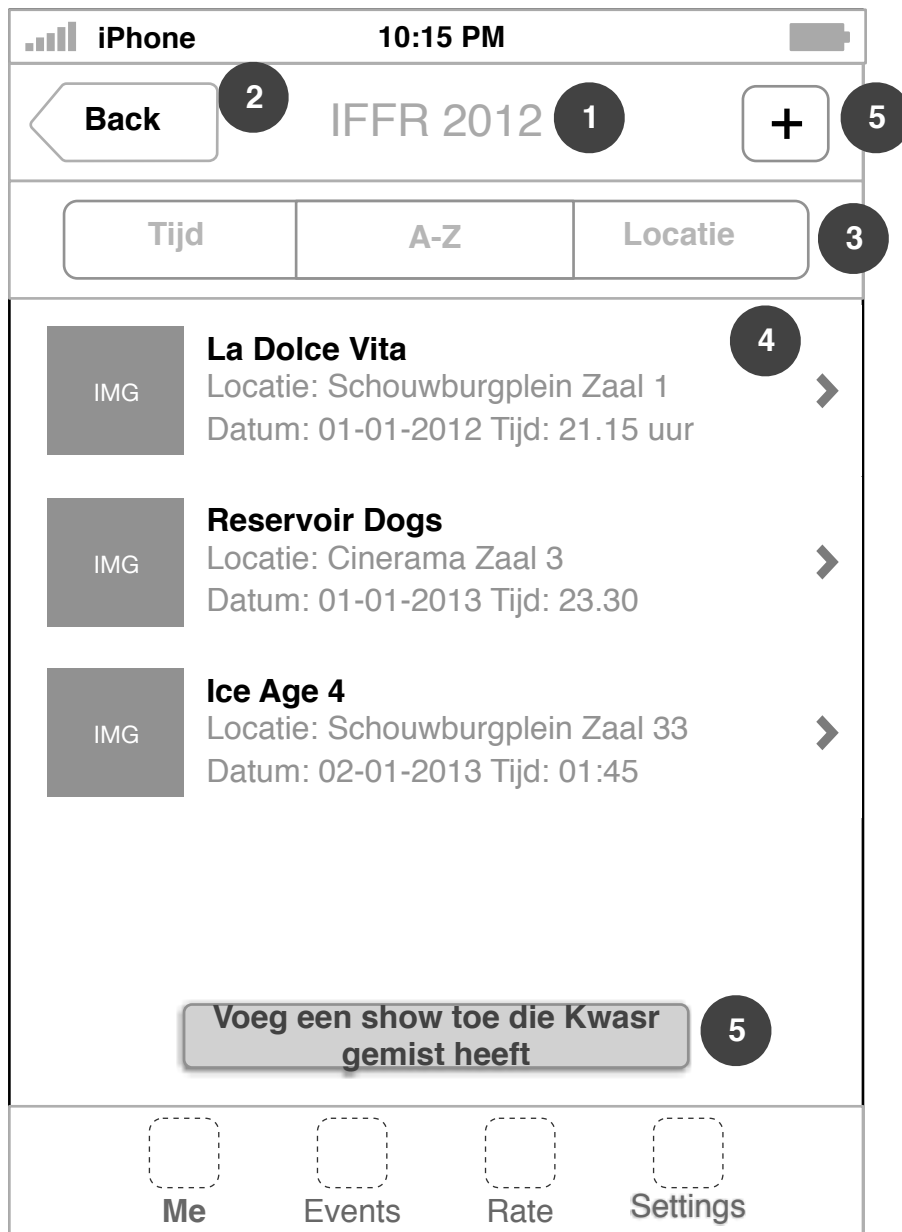 iPhone 10:15 PM
Back 2 IFFR 2012 1 + 5
Tijd A-Z Locatie 3
4
IMG
La Dolce Vita
Locatie: Schouwburgplein Zaal 1
Datum: 01-01-2012 Tijd: 21.15 uur
IMG
Reservoir Dogs
Locatie: Cinerama Zaal 3
Datum: 01-01-2013 Tijd: 23.30
IMG
Ice Age 4
Locatie: Schouwburgplein Zaal 33
Datum: 02-01-2013 Tijd: 01:45
Voeg een show toe die Kwasr
gemist heeft
5
Me Events Rate Settings